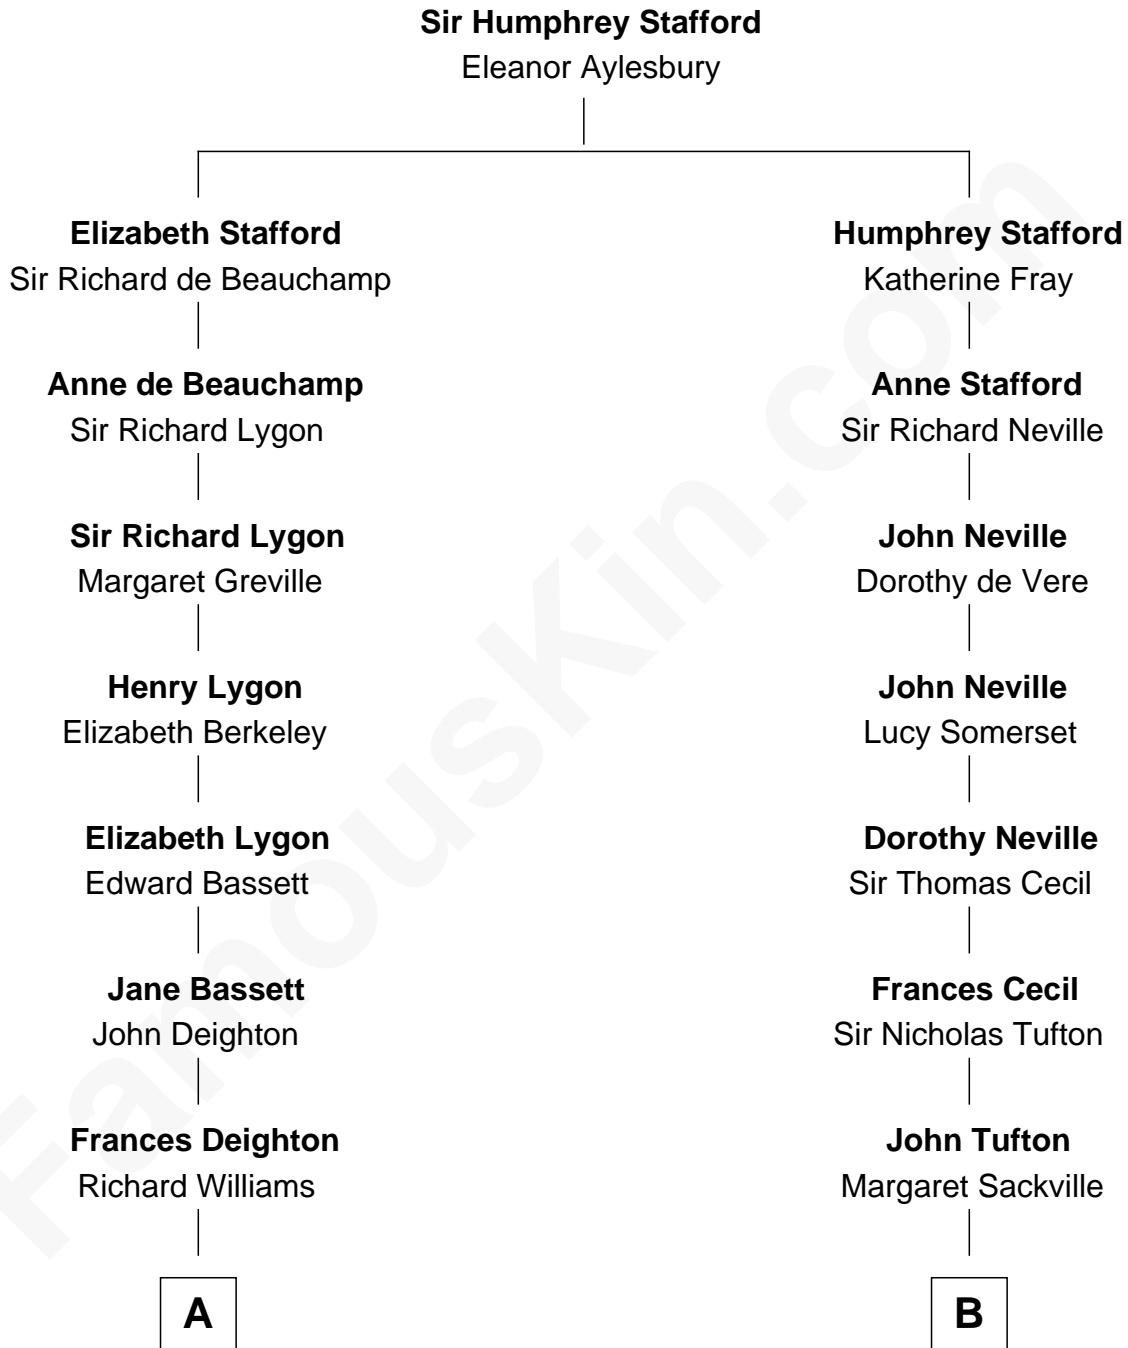 Sir Humphrey Stafford
Eleanor Aylesbury
Elizabeth Stafford
Sir Richard de Beauchamp
Humphrey Stafford
Katherine Fray
Anne de Beauchamp
Sir Richard Lygon
Anne Stafford
Sir Richard Neville
Sir Richard Lygon
Margaret Greville
John Neville
Dorothy de Vere
Henry Lygon
Elizabeth Berkeley
John Neville
Lucy Somerset
Elizabeth Lygon
Edward Bassett
Dorothy Neville
Sir Thomas Cecil
Jane Bassett
John Deighton
Frances Cecil
Sir Nicholas Tufton
Frances Deighton
Richard Williams
John Tufton
Margaret Sackville
A
B
FamousKin.com